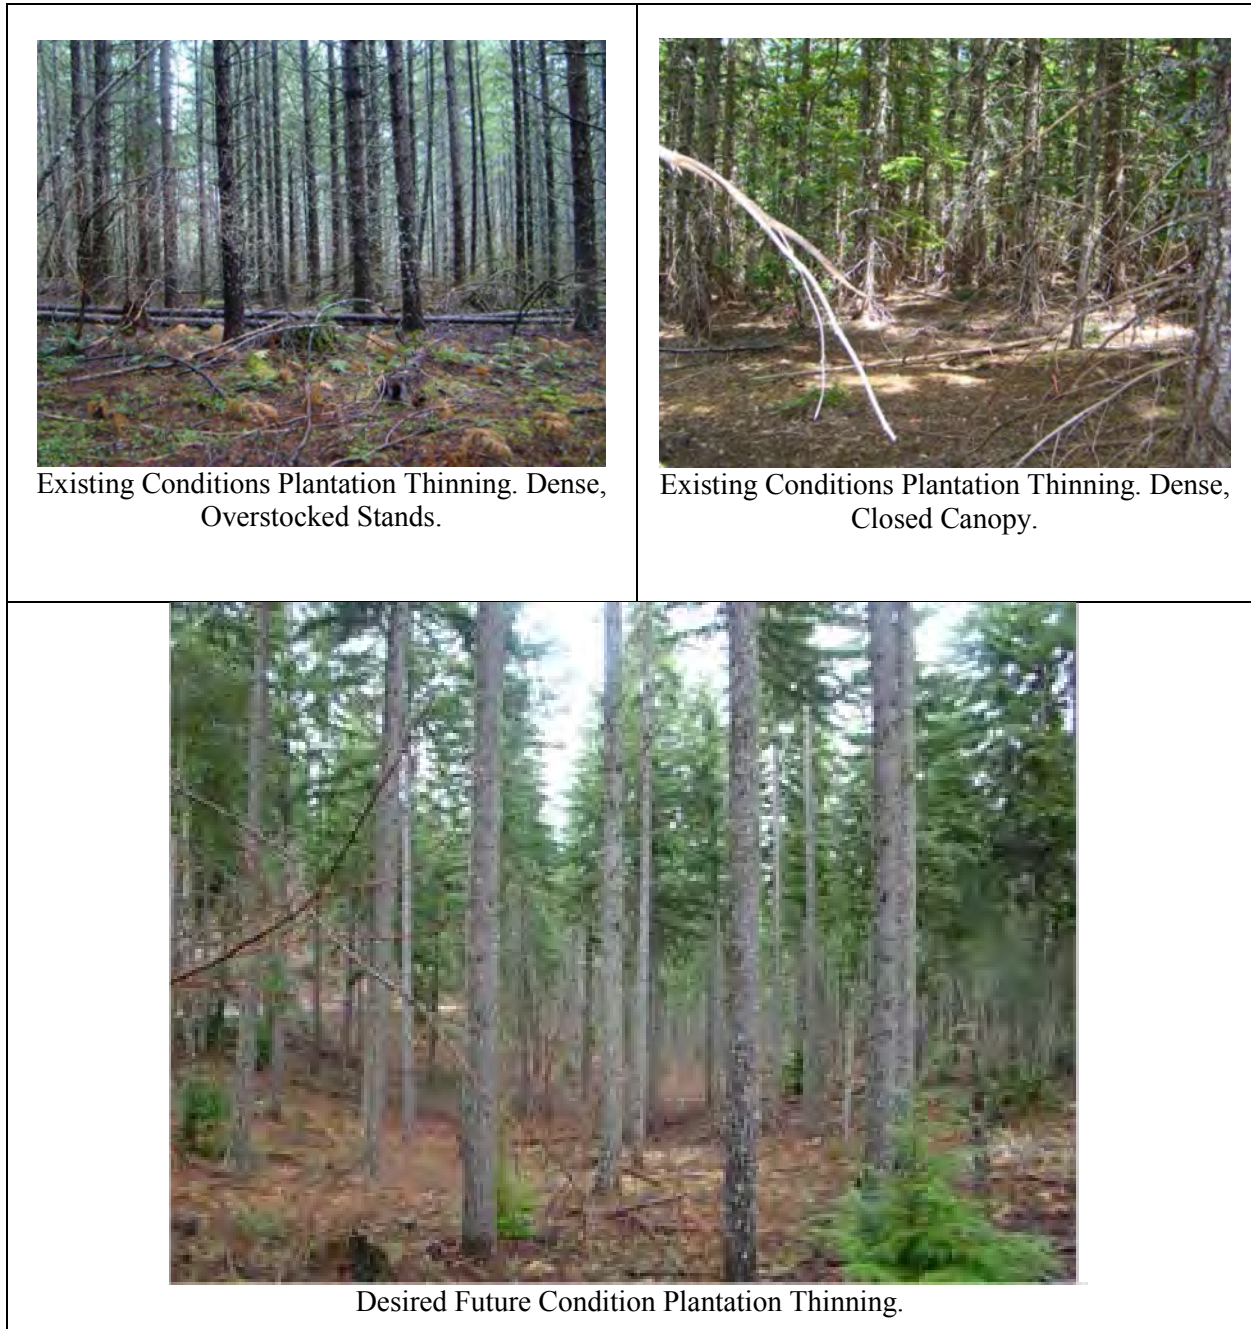 Existing Conditions Plantation Thinning. Dense,
Overstocked Stands.
Existing Conditions Plantation Thinning. Dense,
Closed Canopy.
Desired Future Condition Plantation Thinning.